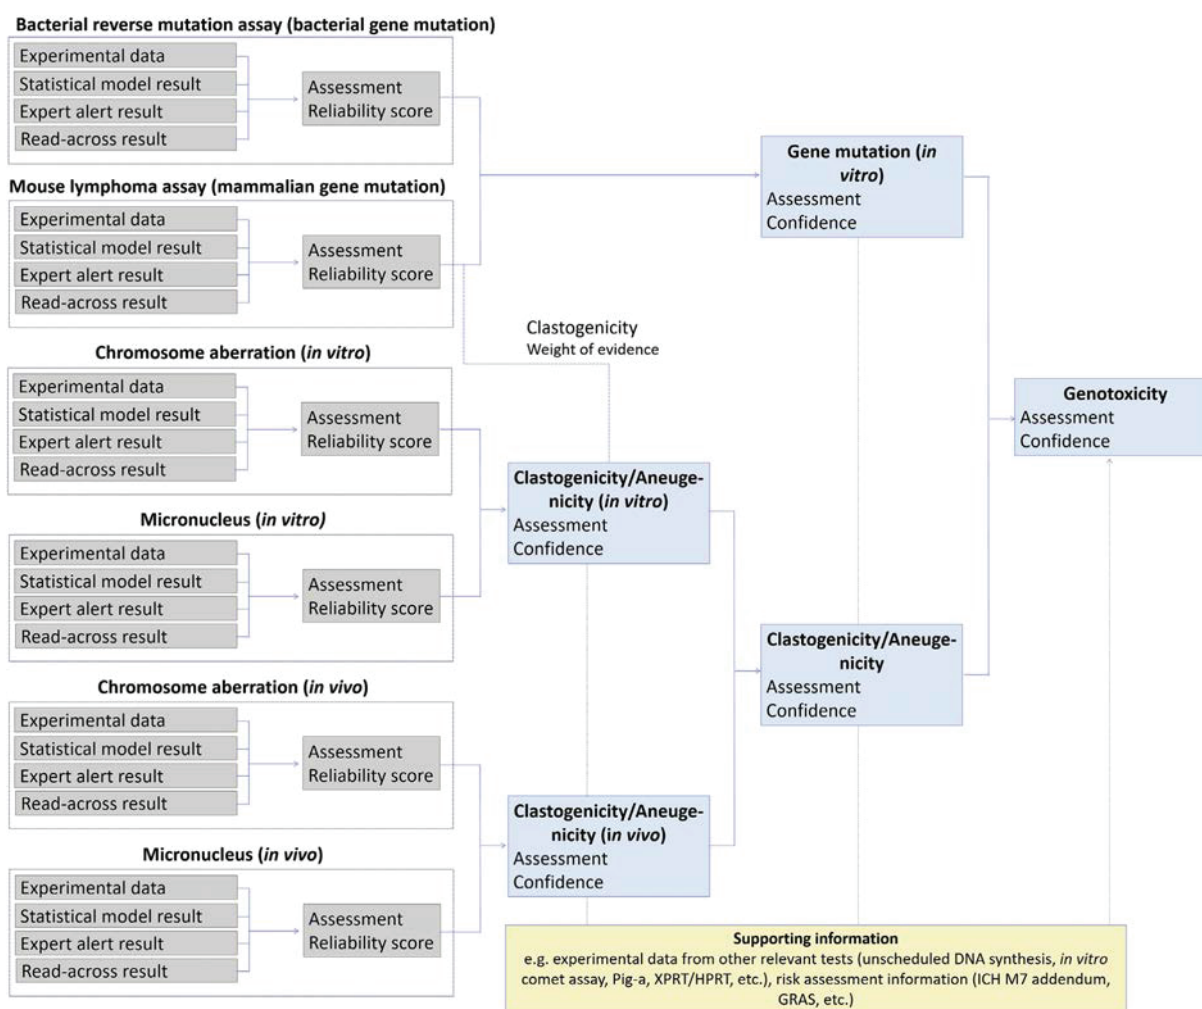 Bacterial reverse mutation assay (bacterial gene mutation)
Experimental data
Statistical model result
Expert alert result
Read-across result
Assessment
Reliability score
Mouse lymphoma assay (mammalian gene mutation)
Experimental data
Statistical model result
Expert alert result
Read-across result
Assessment
Reliability score
Chromosome aberration (in vitro)
Experimental data
Statistical model result
Expert alert result
Read-across result
Assessment
Reliability score
Micronucleus (in vitro)
Experimental data
Statistical model result
Expert alert result
Read-across result
Assessment
Reliability score
Chromosome aberration (in vivo)
Experimental data
Statistical model result
Expert alert result
Read-across result
Assessment
Reliability score
Micronucleus (in vivo)
Experimental data
Statistical model result
Expert alert result
Read-across result
Assessment
Reliability score
Clastogenicity
Weight of evidence
Clastogenicity/Aneuge-
nicity (in vitro)
Assessment
Confidence
Clastogenicity/Aneuge-
nicity (in vivo)
Assessment
Confidence
Gene mutation (in
vitro)
Assessment
Confidence
Clastogenicity/Aneuge-
nicity
Assessment
Confidence
Genotoxicity
Assessment
Confidence
Supporting information
e.g. experimental data from other relevant tests (unscheduled DNA synthesis, in vitro
comet assay, Pig-a, XPRT/HPRT, etc.), risk assessment information (ICH M7 addendum,
GRAS, etc.)